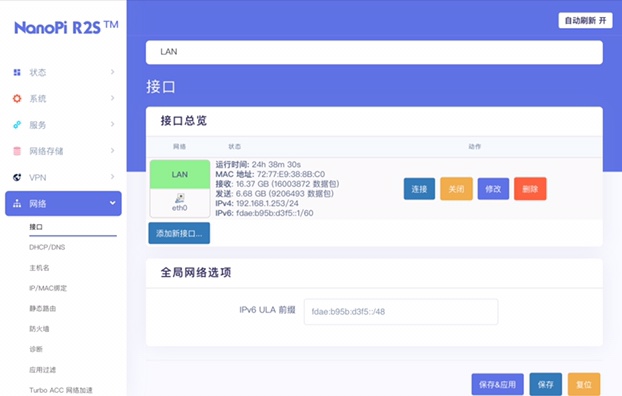 NanoPi R2S™
自动刷新 开
LAN
状态
系统
服务
网络存储
VPN
网络
接口
DHCP/DNS
主机名
IP/MAC绑定
静态路由
防火墙
诊断
应用过滤
Turbo ACC 网络加速
接口
接口总览
网络 状态 动作
LAN
eth0
运行时间: 24h 38m 30s
MAC 地址: 72:77:E9:38:8B:C0
接收: 16.37 GB (16003872 数据包)
发送: 6.68 GB (9206493 数据包)
IPv4: 192.168.1.253/24
IPv6: fdae:b95b:d3f5::1/60
连接 关闭 修改 删除
添加新接口...
全局网络选项
IPv6 ULA 前缀 fdae:b95b:d3f5::/48
保存&应用 保存 复位